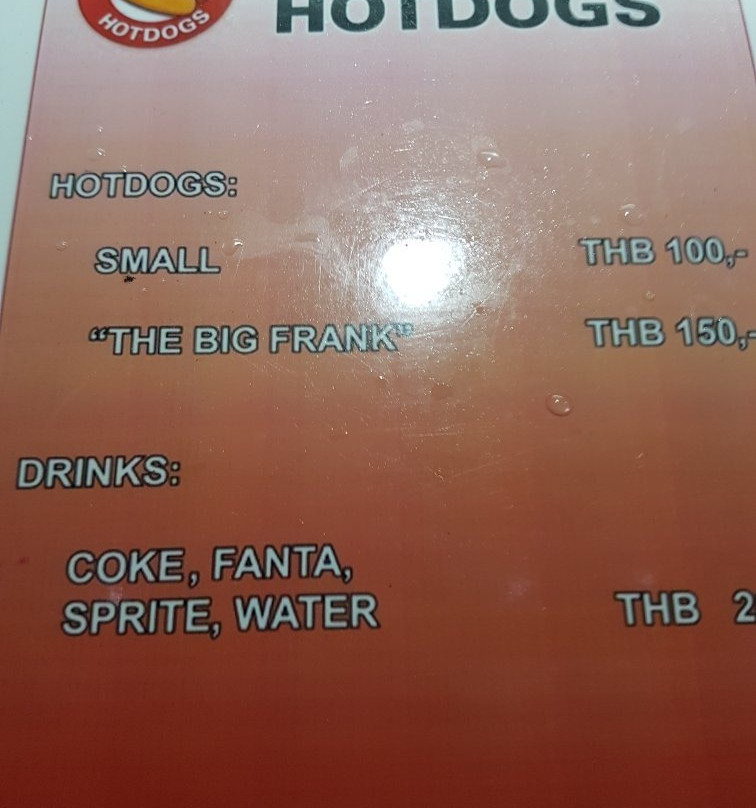 HOTDOGS
HOTDOGS
HOTDOGS:
SMALL THB 100,-
“THE BIG FRANK” THB 150,-
DRINKS:
COKE, FANTA,
SPRITE, WATER THB 2